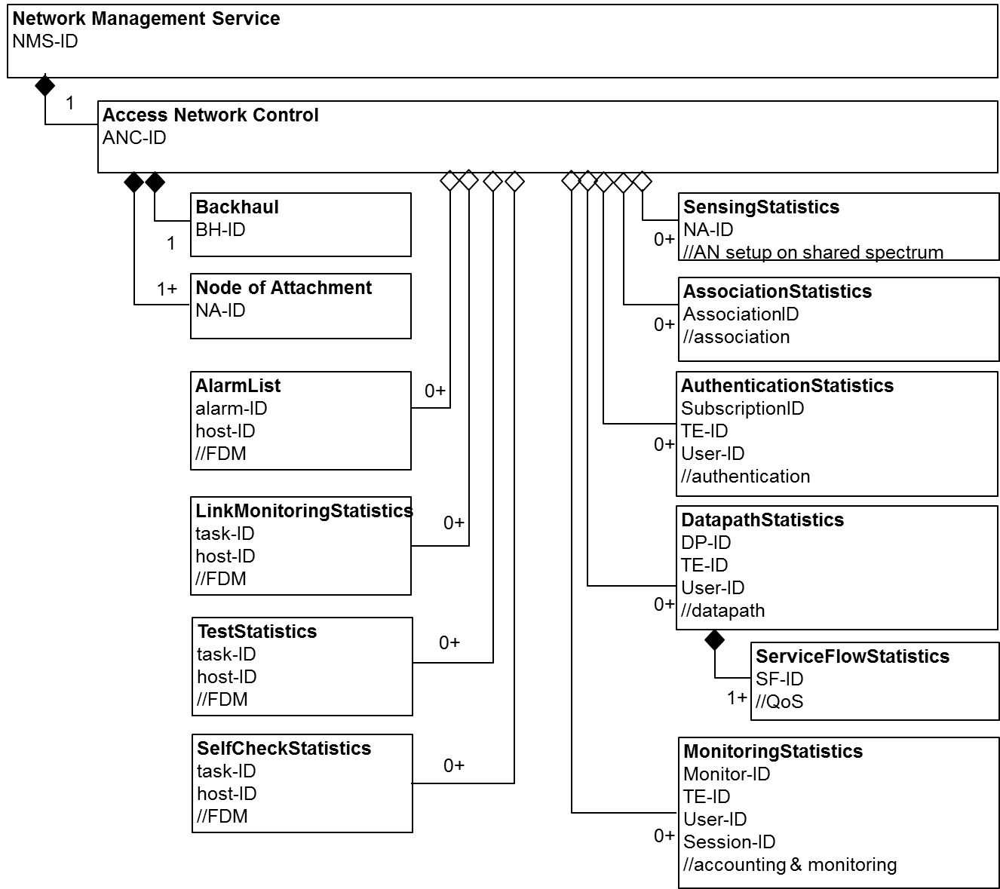 Network Management Service
NMS-ID
1
Access Network Control
ANC-ID
Backhaul
BH-ID
1
Node of Attachment
NA-ID
1+
AlarmList
alarm-ID
host-ID
//FDM
0+
LinkMonitoringStatistics
task-ID
host-ID
//FDM
0+
TestStatistics
task-ID
host-ID
//FDM
0+
SelfCheckStatistics
task-ID
host-ID
//FDM
0+
SensingStatistics
NA-ID
//AN setup on shared spectrum
0+
AssociationStatistics
AssociationID
//association
0+
AuthenticationStatistics
SubscriptionID
TE-ID
User-ID
//authentication
0+
DatapathStatistics
DP-ID
TE-ID
User-ID
//datapath
0+
ServiceFlowStatistics
SF-ID
//QoS
1+
MonitoringStatistics
Monitor-ID
TE-ID
User-ID
Session-ID
//accounting & monitoring
0+